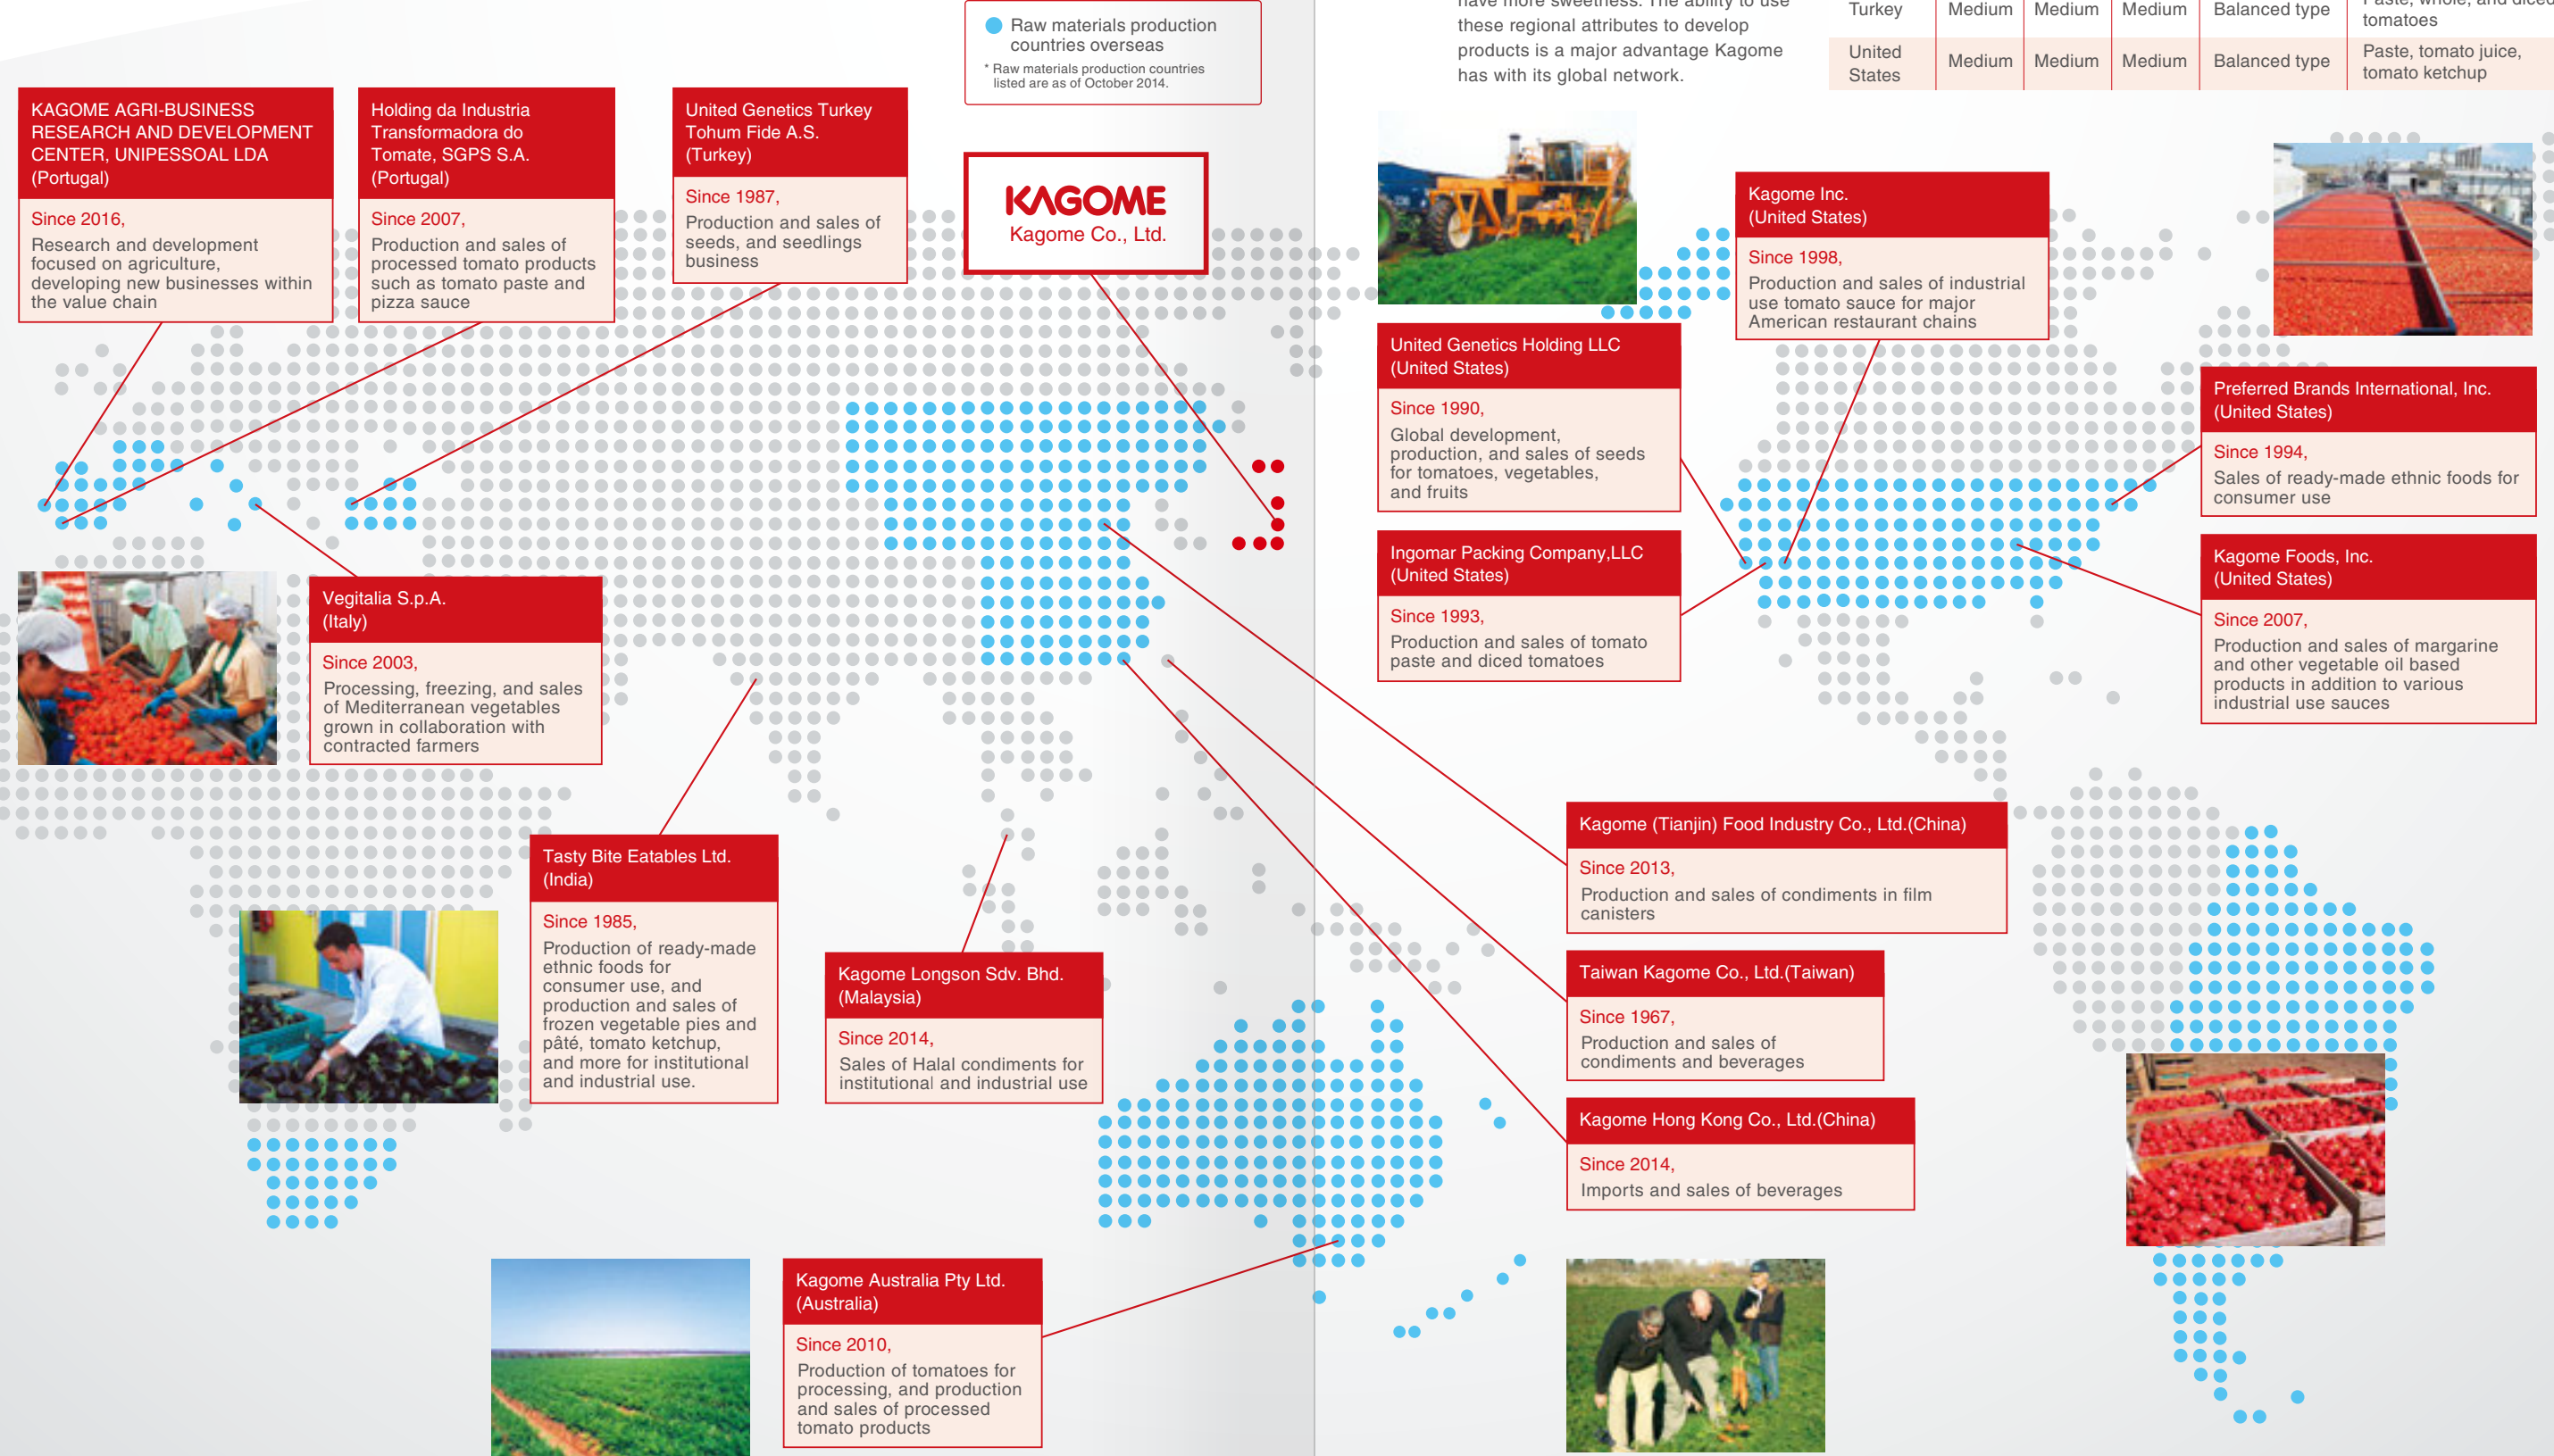 Raw materials production
countries overseas
* Raw materials production countries
listed are as of October 2014.
have more sweetness. The ability to use
these regional attributes to develop
products is a major advantage Kagome
has with its global network.
Turkey Medium Medium Medium Balanced type Paste, whole, and diced
tomatoes
United
States Medium Medium Medium Balanced type Paste, tomato juice,
tomato ketchup
KAGOME AGRI-BUSINESS
RESEARCH AND DEVELOPMENT
CENTER, UNIPESSOAL LDA
(Portugal)
Since 2016,
Research and development
focused on agriculture,
developing new businesses within
the value chain
Holding da Industria
Transformadora do
Tomate, SGPS S.A.
(Portugal)
Since 2007,
Production and sales of
processed tomato products
such as tomato paste and
pizza sauce
United Genetics Turkey
Tohum Fide A.S.
(Turkey)
Since 1987,
Production and sales of
seeds, and seedlings
business
KAGOME
Kagome Co., Ltd.
Kagome Inc.
(United States)
Since 1998,
Production and sales of industrial
use tomato sauce for major
American restaurant chains
United Genetics Holding LLC
(United States)
Since 1990,
Global development,
production, and sales of seeds
for tomatoes, vegetables,
and fruits
Preferred Brands International, Inc.
(United States)
Since 1994,
Sales of ready-made ethnic foods for
consumer use
Ingomar Packing Company,LLC
(United States)
Since 1993,
Production and sales of tomato
paste and diced tomatoes
Kagome Foods, Inc.
(United States)
Since 2007,
Production and sales of margarine
and other vegetable oil based
products in addition to various
industrial use sauces
Vegitalia S.p.A.
(Italy)
Since 2003,
Processing, freezing, and sales
of Mediterranean vegetables
grown in collaboration with
contracted farmers
Tasty Bite Eatables Ltd.
(India)
Since 1985,
Production of ready-made
ethnic foods for
consumer use, and
production and sales of
frozen vegetable pies and
pâté, tomato ketchup,
and more for institutional
and industrial use.
Kagome Longson Sdv. Bhd.
(Malaysia)
Since 2014,
Sales of Halal condiments for
institutional and industrial use
Kagome (Tianjin) Food Industry Co., Ltd.(China)
Since 2013,
Production and sales of condiments in film
canisters
Taiwan Kagome Co., Ltd.(Taiwan)
Since 1967,
Production and sales of
condiments and beverages
Kagome Hong Kong Co., Ltd.(China)
Since 2014,
Imports and sales of beverages
Kagome Australia Pty Ltd.
(Australia)
Since 2010,
Production of tomatoes for
processing, and production
and sales of processed
tomato products